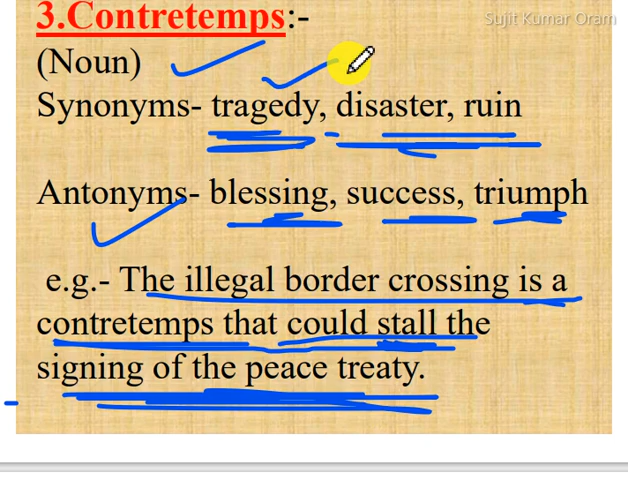 Sujit Kumar Oram
3.Contretemps:-
(Noun)
Synonyms- tragedy, disaster, ruin
Antonyms- blessing, success, triumph
e.g.- The illegal border crossing is a
contretemps that could stall the
signing of the peace treaty.